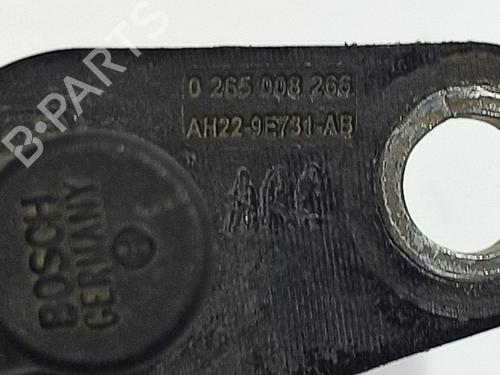 B-PARTS
0 265 008 266
AH22-9E731-AB
BOSCH
GERMANY